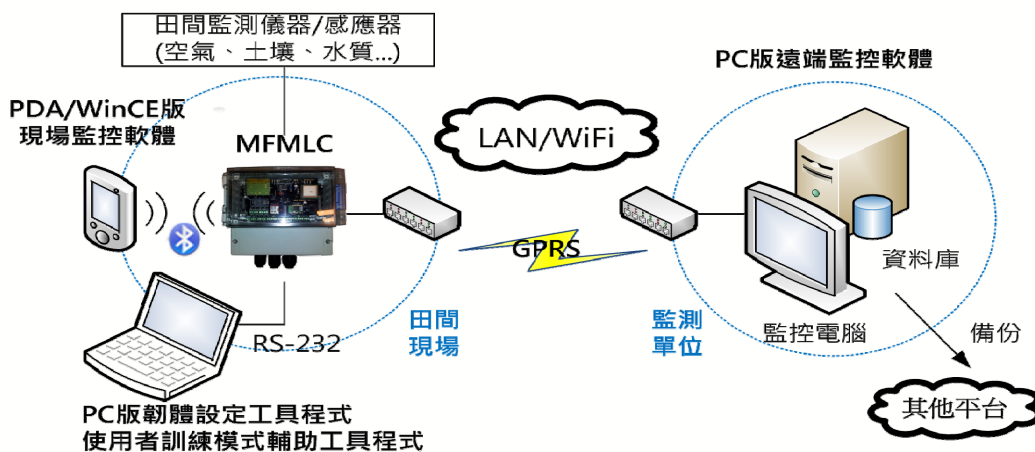 田間監測儀器/感應器
(空氣、土壤、水質...)
PC版遠端監控軟體
PDA/WinCE版
現場監控軟體
MFMLC
LAN/WiFi
GPRS
資料庫
RS-232
田間
現場
監測
單位
監控電腦
備份
其他平台
PC版韌體設定工具程式
使用者訓練模式輔助工具程式